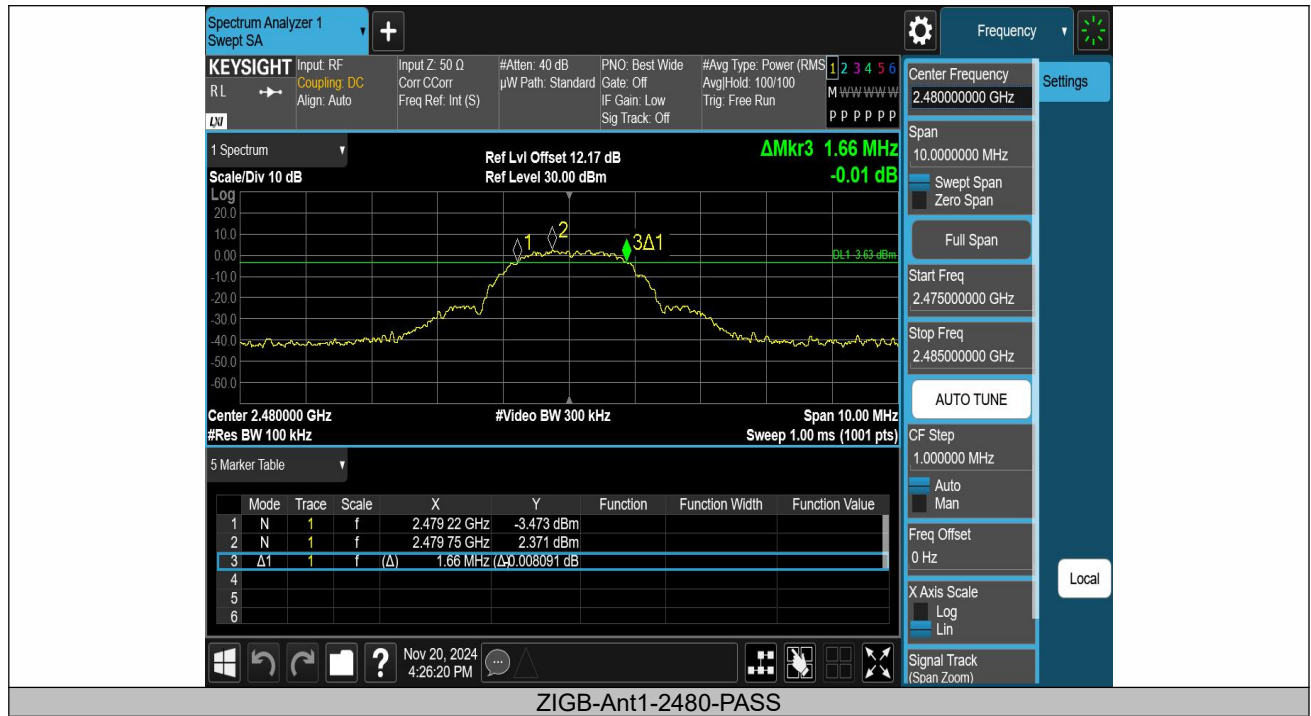 Spectrum Analyzer 1
Swept SA
+
Frequency
KEYSIGHT
RL
LXI
Input: RF
Coupling: DC
Align: Auto
Input Z: 50 Ω
Corr CCorr
Freq Ref: Int (S)
#Atten: 40 dB
µW Path: Standard
PNO: Best Wide
Gate: Off
IF Gain: Low
Sig Track: Off
#Avg Type: Power (RMS
Avg|Hold: 100/100
Trig: Free Run
1 2 3 4 5 6
M W W W W W
P P P P P P
1 Spectrum
Scale/Div 10 dB
Ref Lvl Offset 12.17 dB
Ref Level 30.00 dBm
ΔMkr3 1.66 MHz
-0.01 dB
Log
20.0
10.0
0.00
-10.0
-20.0
-30.0
-40.0
-50.0
-60.0
1
2
3Δ1
DL1 -3.63 dBm
Center 2.480000 GHz
#Res BW 100 kHz
#Video BW 300 kHz
Span 10.00 MHz
Sweep 1.00 ms (1001 pts)
5 Marker Table
Mode Trace Scale X Y Function Function Width Function Value
1 N 1 f 2.479 22 GHz -3.473 dBm
2 N 1 f 2.479 75 GHz 2.371 dBm
3 Δ1 1 f (Δ) 1.66 MHz (Δ) -0.008091 dB
4
5
6
Nov 20, 2024
4:26:20 PM
Center Frequency
2.480000000 GHz
Settings
Span
10.0000000 MHz
Swept Span
Zero Span
Full Span
Start Freq
2.475000000 GHz
Stop Freq
2.485000000 GHz
AUTO TUNE
CF Step
1.000000 MHz
Auto
Man
Freq Offset
0 Hz
X Axis Scale
Log
Lin
Local
Signal Track
(Span Zoom)
ZIGB-Ant1-2480-PASS